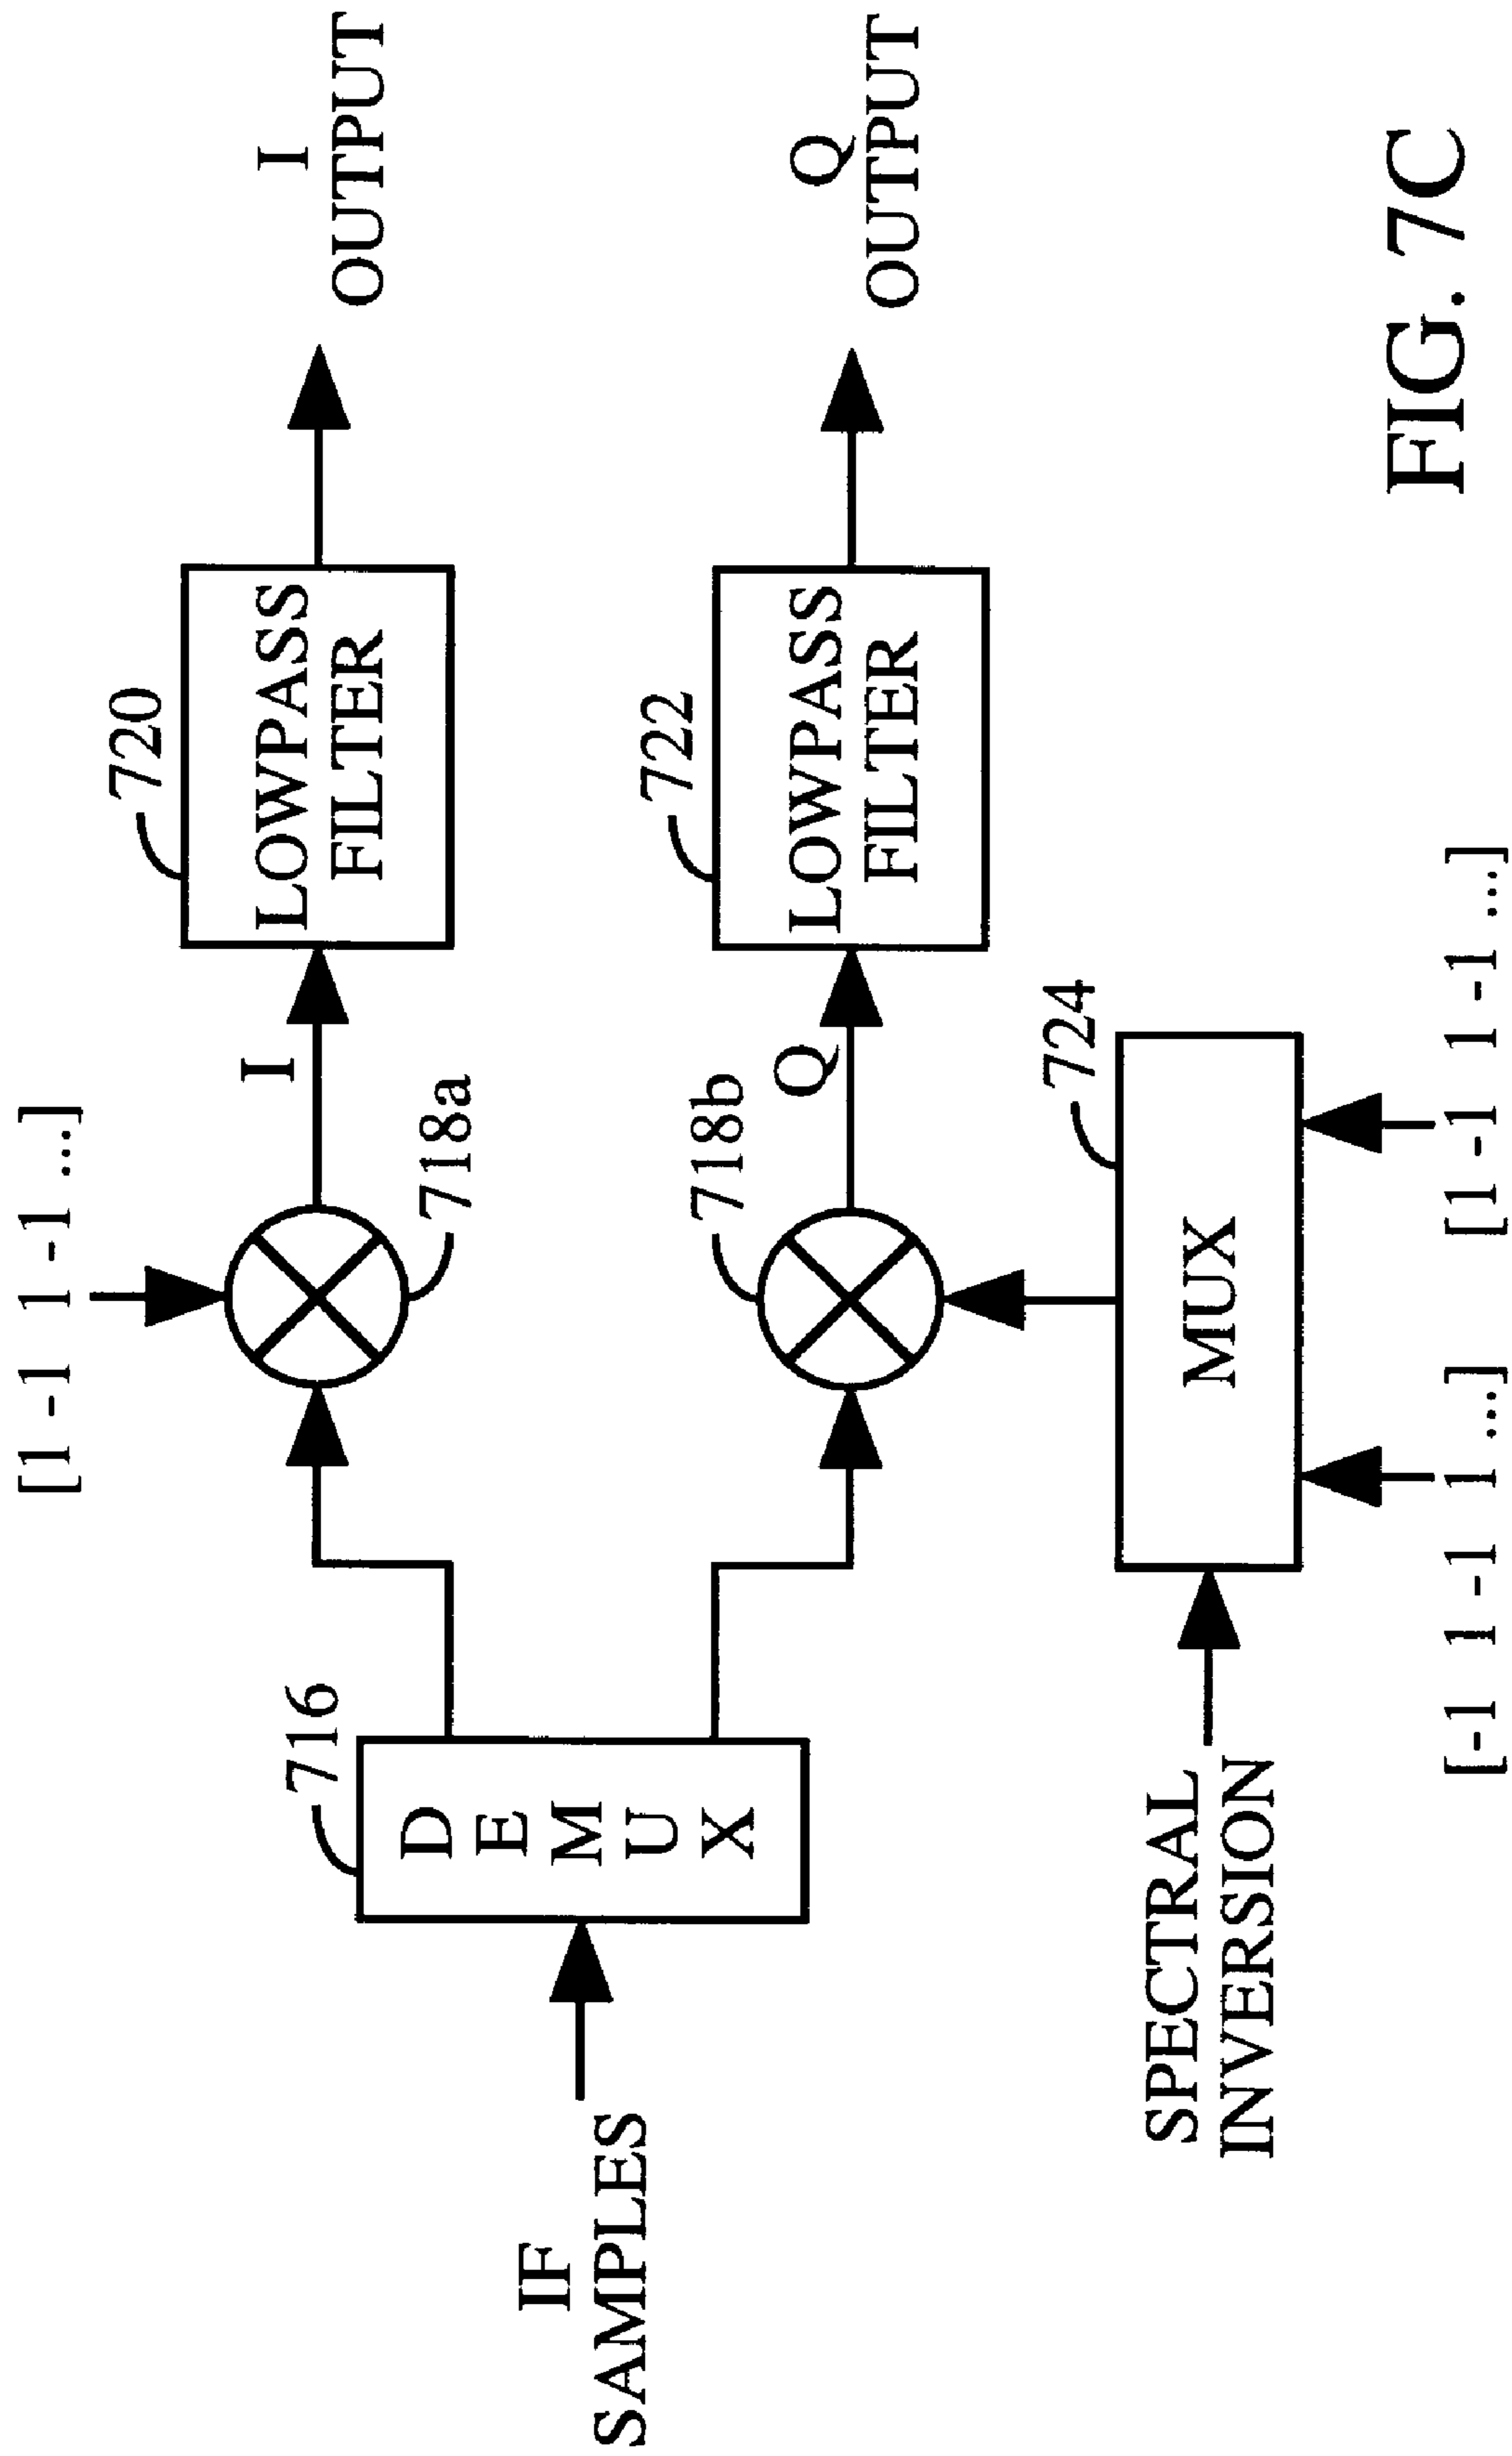 [1 -1 1 -1 ...]
720
I
LOWPASS
FILTER
I
OUTPUT
716
718a
D
E
M
U
X
IF
SAMPLES
718b
722
Q
LOWPASS
FILTER
Q
OUTPUT
724
SPECTRAL
INVERSION
MUX
[-1 1 -1 1 ...]
[1 -1 1 -1 ...]
FIG. 7C